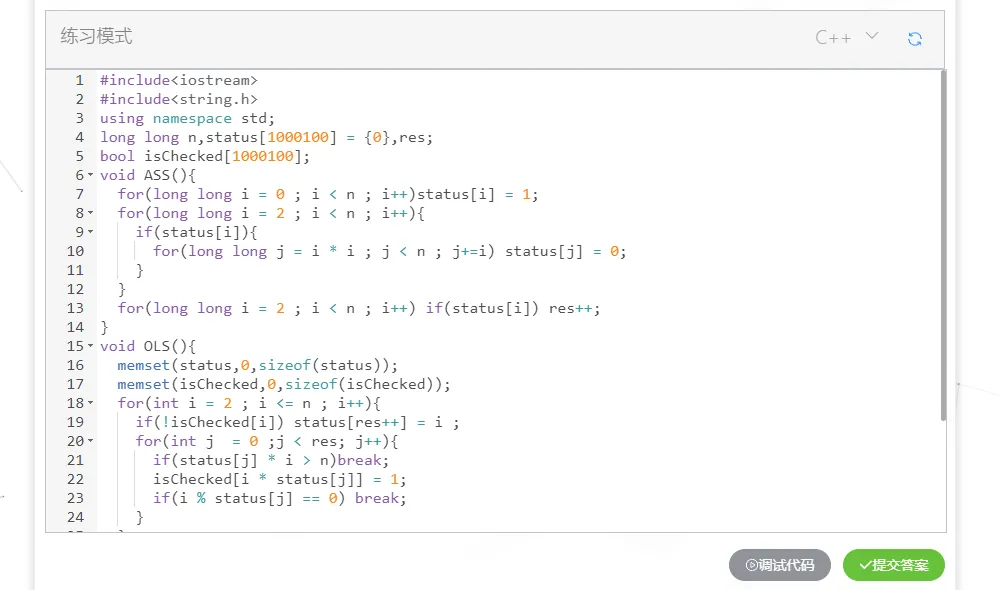 练习模式
C++
1 #include<iostream>
2 #include<string.h>
3 using namespace std;
4 long long n,status[1000100] = {0},res;
5 bool isChecked[1000100];
6 void ASS(){
7 for(long long i = 0 ; i < n ; i++)status[i] = 1;
8 for(long long i = 2 ; i < n ; i++){
9 if(status[i]){
10 for(long long j = i * i ; j < n ; j+=i) status[j] = 0;
11 }
12 }
13 for(long long i = 2 ; i < n ; i++) if(status[i]) res++;
14 }
15 void OLS(){
16 memset(status,0,sizeof(status));
17 memset(isChecked,0,sizeof(isChecked));
18 for(int i = 2 ; i <= n ; i++){
19 if(!isChecked[i]) status[res++] = i ;
20 for(int j  = 0 ;j < res; j++){
21 if(status[j] * i > n)break;
22 isChecked[i * status[j]] = 1;
23 if(i % status[j] == 0) break;
24 }
调试代码
提交答案